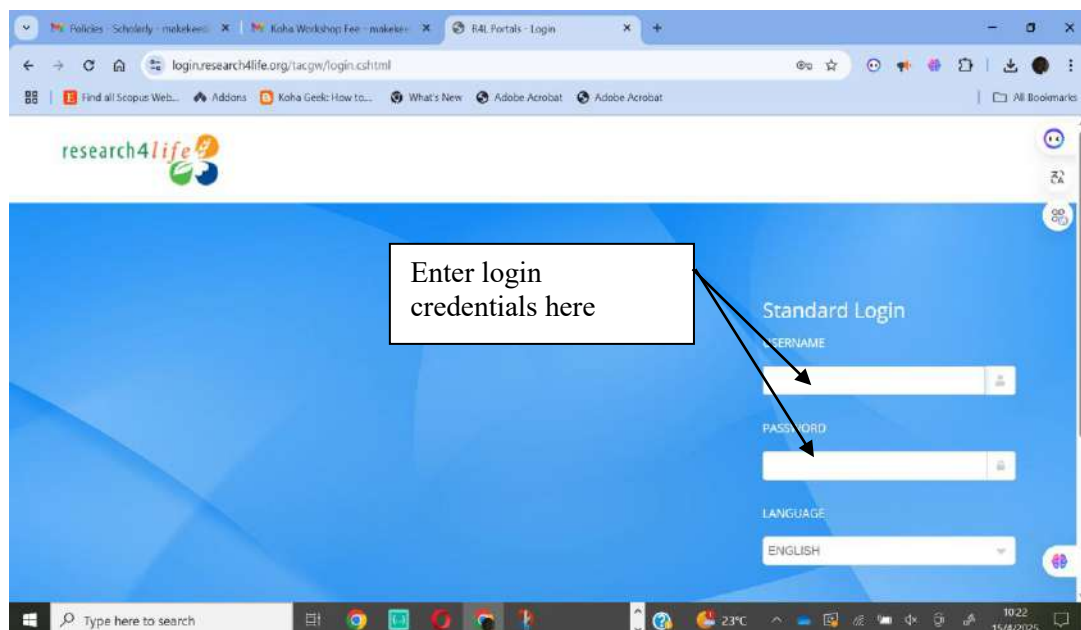 Policies - Scholarly - makekeesi
Koha Workshop Fee - makekee
R4L Portals - Login
login.research4life.org/tacgw/login.cshtml
Find all Scopus Web... Addons Koha Geek: How to... What's New Adobe Acrobat Adobe Acrobat All Bookmarks
research4life
Enter login
credentials here
Standard Login
USERNAME
PASSWORD
LANGUAGE
ENGLISH
Type here to search
23°C
10:22
15/4/2025